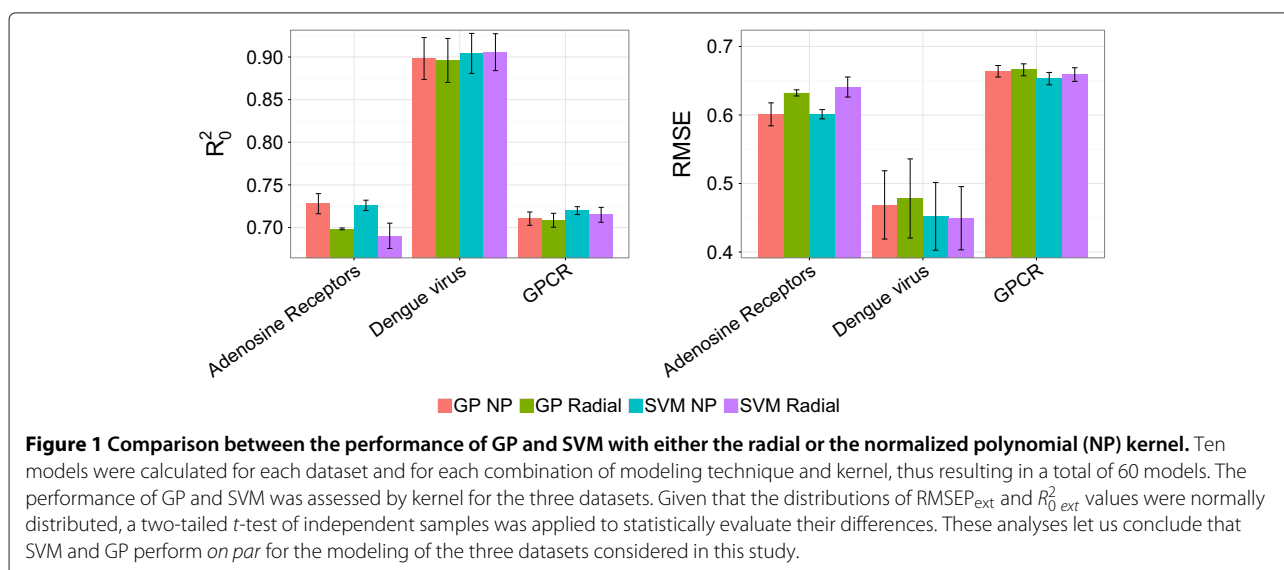 0.90
0.85
0.80
0.75
0.70
R₀²
Adenosine Receptors
Dengue virus
GPCR
0.7
0.6
0.5
0.4
RMSE
Adenosine Receptors
Dengue virus
GPCR
GP NP GP Radial SVM NP SVM Radial
Figure 1 Comparison between the performance of GP and SVM with either the radial or the normalized polynomial (NP) kernel. Ten
models were calculated for each dataset and for each combination of modeling technique and kernel, thus resulting in a total of 60 models. The
performance of GP and SVM was assessed by kernel for the three datasets. Given that the distributions of RMSEPext and R₀² ext values were normally
distributed, a two-tailed t-test of independent samples was applied to statistically evaluate their differences. These analyses let us conclude that
SVM and GP perform on par for the modeling of the three datasets considered in this study.